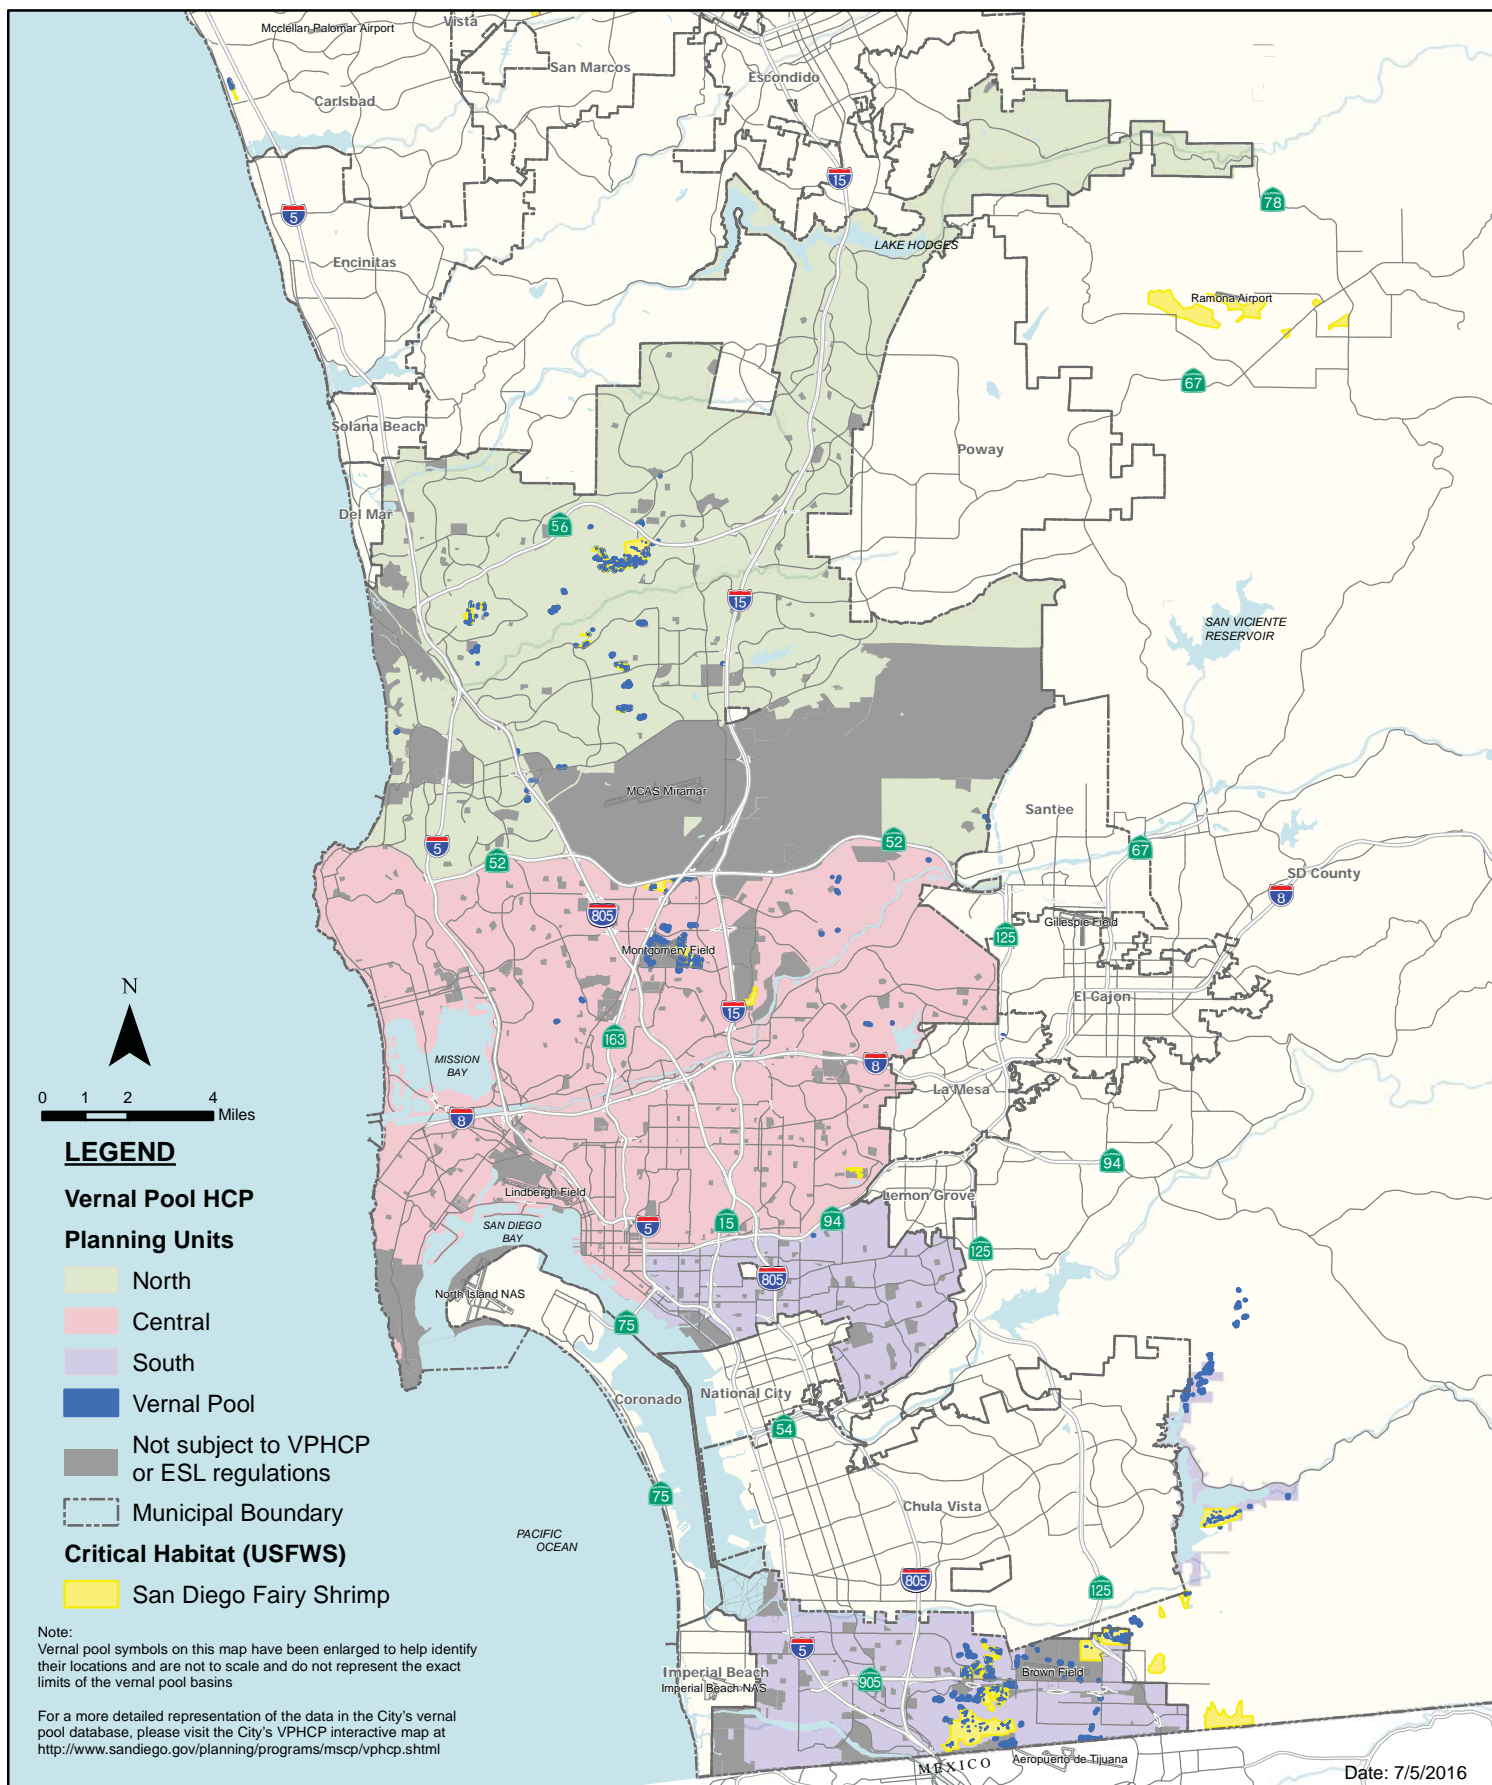 Mcclellan-Palomar Airport
Vista
San Marcos
Escondido
Carlsbad
15
78
5
LAKE HODGES
Encinitas
Ramona Airport
67
Solana Beach
Poway
Del Mar
56
15
SAN VICIENTE
RESERVOIR
MCAS Miramar
Santee
5
52
52
67
SD County
8
805
Gillespie Field
125
Montgomery Field
El Cajon
N
15
163
MISSION
BAY
8
La Mesa
0 1 2 4
Miles
8
94
LEGEND
Vernal Pool HCP
Planning Units
North
Central
South
Vernal Pool
Not subject to VPHCP
or ESL regulations
Municipal Boundary
Critical Habitat (USFWS)
San Diego Fairy Shrimp
Lindbergh Field
Lemon Grove
SAN DIEGO
BAY
5
15
94
125
805
North Island NAS
75
Coronado
National City
54
75
Chula Vista
PACIFIC
OCEAN
805
125
5
Imperial Beach
Imperial Beach NAS
905
Brown Field
MEXICO
Aeropuerto de Tijuana
Note:
Vernal pool symbols on this map have been enlarged to help identify
their locations and are not to scale and do not represent the exact
limits of the vernal pool basins
For a more detailed representation of the data in the City's vernal
pool database, please visit the City's VPHCP interactive map at
http://www.sandiego.gov/planning/programs/mscp/vphcp.shtml
Date: 7/5/2016